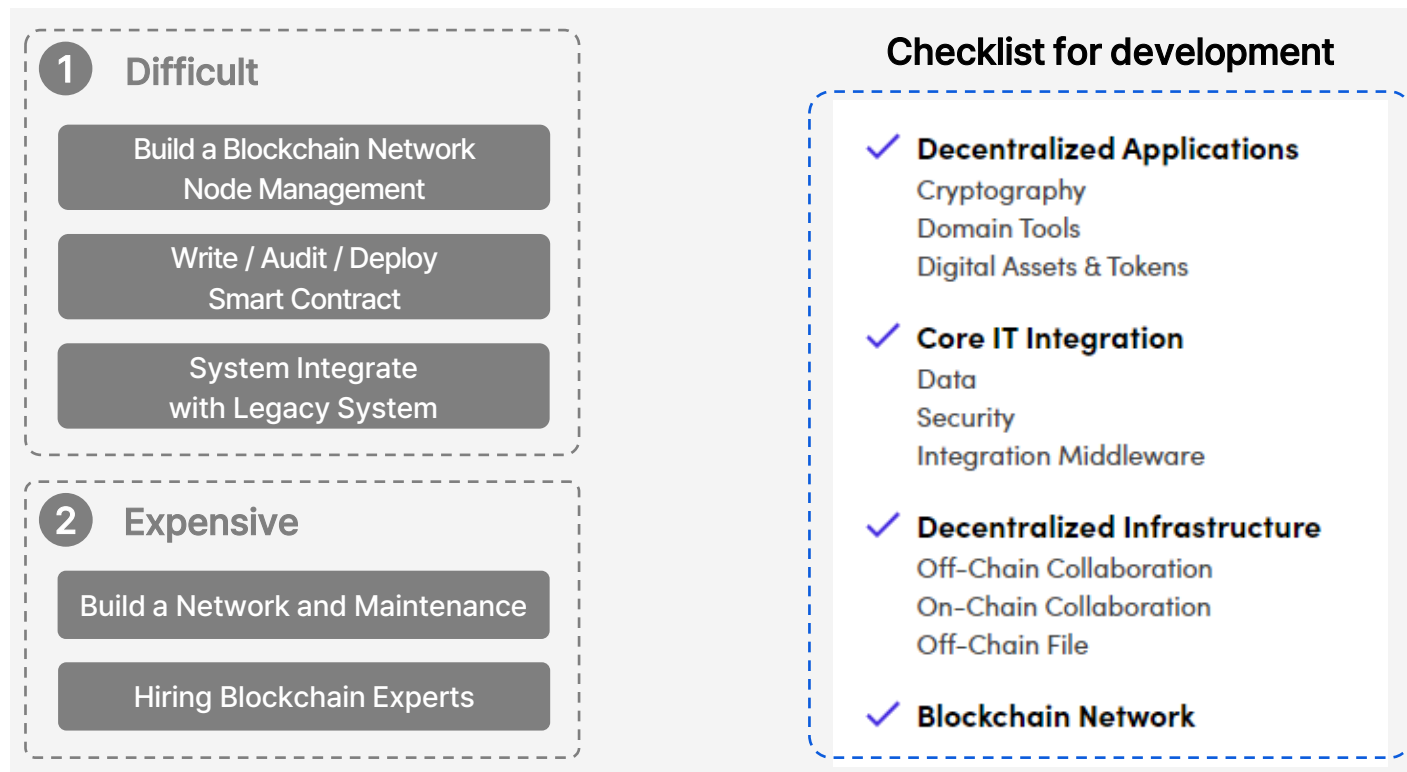 1 Difficult
Build a Blockchain Network
Node Management
Write / Audit / Deploy
Smart Contract
System Integrate
with Legacy System
2 Expensive
Build a Network and Maintenance
Hiring Blockchain Experts
Checklist for development
Decentralized Applications
Cryptography
Domain Tools
Digital Assets & Tokens
Core IT Integration
Data
Security
Integration Middleware
Decentralized Infrastructure
Off-Chain Collaboration
On-Chain Collaboration
Off-Chain File
Blockchain Network